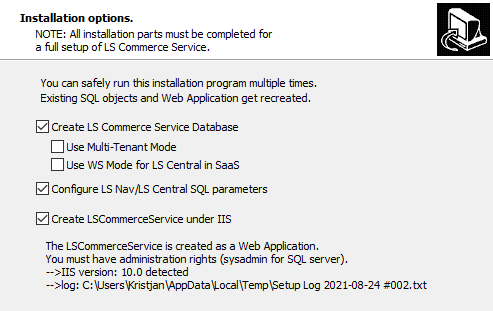 Installation options.
NOTE: All installation parts must be completed for
a full setup of LS Commerce Service.
You can safely run this installation program multiple times.
Existing SQL objects and Web Application get recreated.
Create LS Commerce Service Database
Use Multi-Tenant Mode
Use WS Mode for LS Central in SaaS
Configure LS Nav/LS Central SQL parameters
Create LSCommerceService under IIS
The LSCommerceService is created as a Web Application.
You must have administration rights (sysadmin for SQL server).
-->IIS version: 10.0 detected
-->log: C:\Users\Kristjan\AppData\Local\Temp\Setup Log 2021-08-24 #002.txt